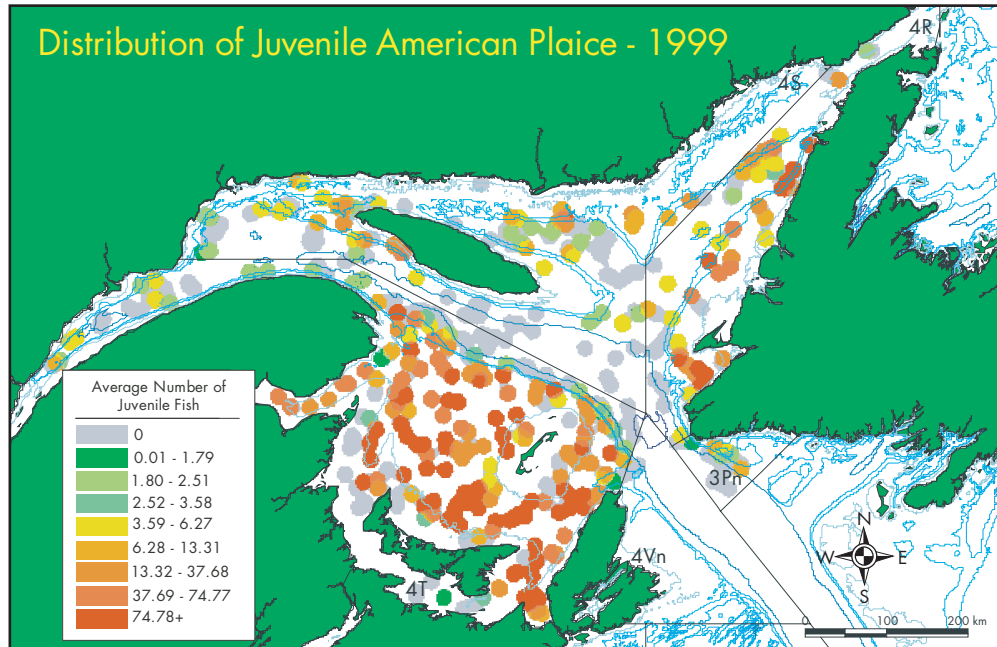 Distribution of Juvenile American Plaice - 1999
4R
4S
Average Number of
Juvenile Fish
0
0.01 - 1.79
1.80 - 2.51
2.52 - 3.58
3.59 - 6.27
6.28 - 13.31
13.32 - 37.68
37.69 - 74.77
74.78+
3Pn
4Vn
4T
N
W E
S
0 100 200 km